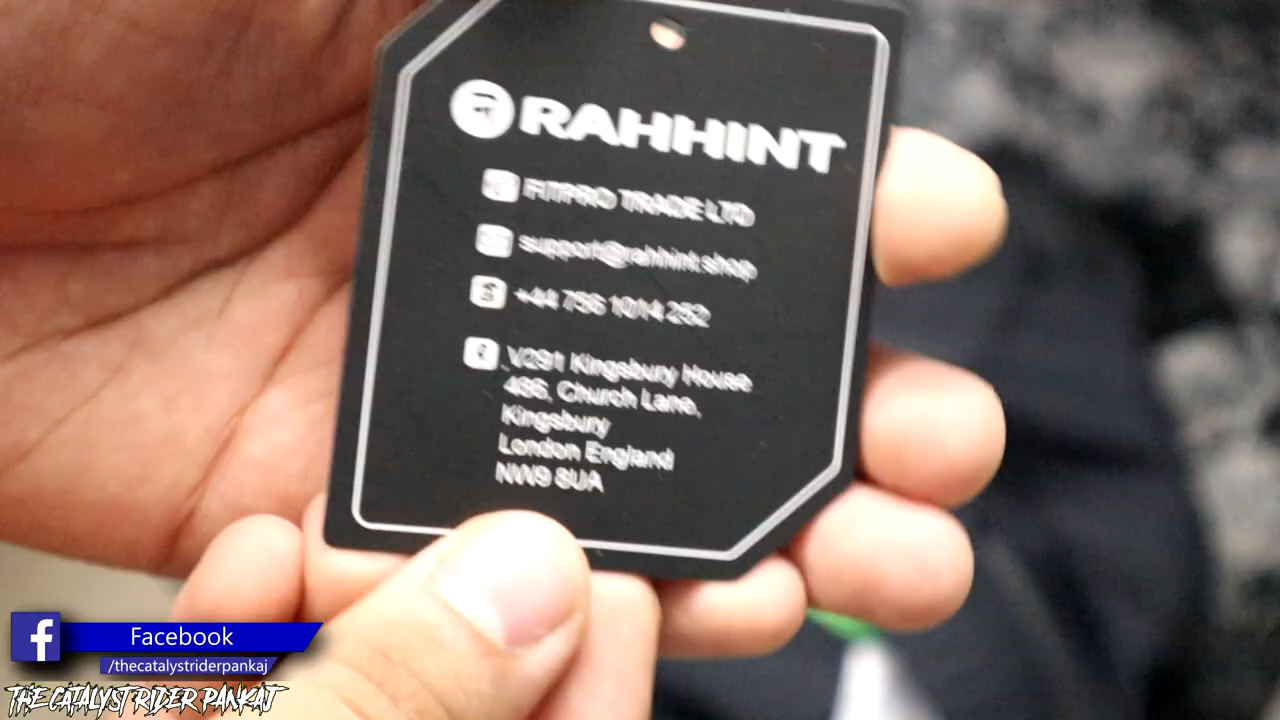 RAHHINT
FITPRO TRADE LTD
support@rahhint.shop
+44 756 1014 252
V291 Kingsbury House
486, Church Lane,
Kingsbury
London England
NW9 8UA
Facebook
/thecatalystriderpankaj
THE CATALYST RIDER PANKAJ